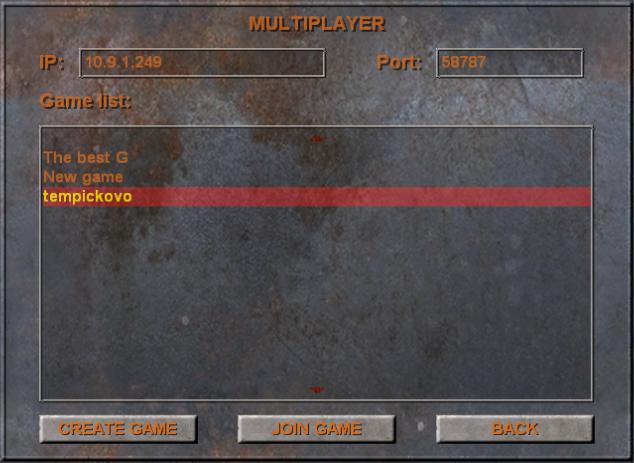 MULTIPLAYER
IP: 10.9.1.249 Port: 58787
Game list:
The best G
New game
tempickovo
CREATE GAME JOIN GAME BACK